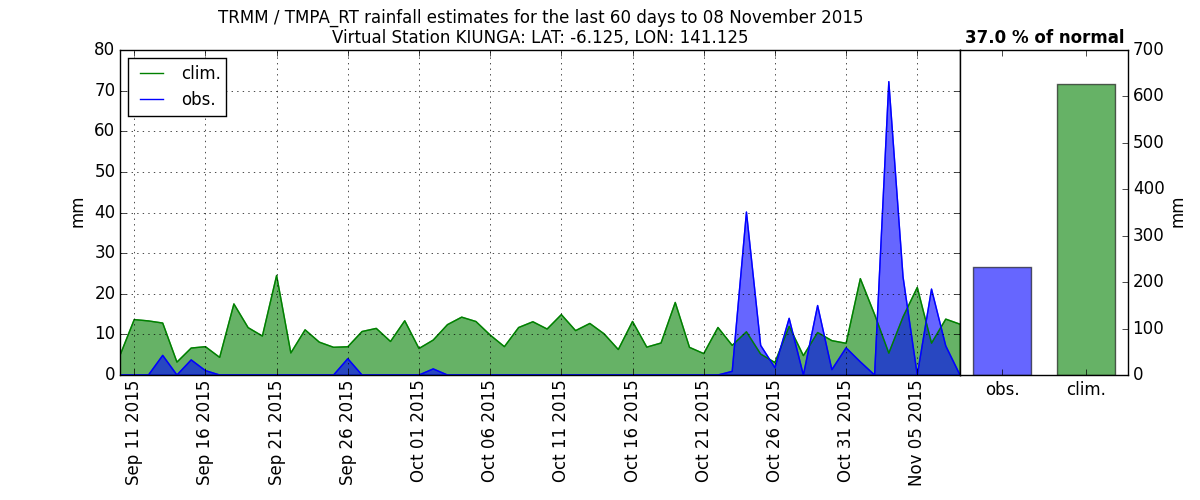 TRMM / TMPA_RT rainfall estimates for the last 60 days to 08 November 2015
Virtual Station KIUNGA: LAT: -6.125, LON: 141.125
37.0 % of normal
80
70
60
50
40
30
20
10
0
mm
clim.
obs.
Sep 11 2015
Sep 16 2015
Sep 21 2015
Sep 26 2015
Oct 01 2015
Oct 06 2015
Oct 11 2015
Oct 16 2015
Oct 21 2015
Oct 26 2015
Oct 31 2015
Nov 05 2015
obs.
clim.
700
600
500
400
300
200
100
0
mm